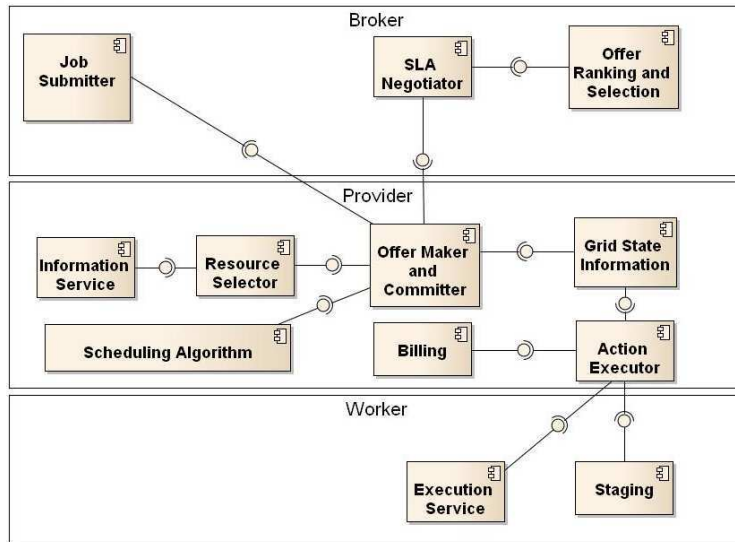 Broker
Job
Submitter
SLA
Negotiator
Offer
Ranking and
Selection
Provider
Information
Service
Resource
Selector
Offer Maker
and
Committer
Grid State
Information
Scheduling Algorithm
Billing
Action
Executor
Worker
Execution
Service
Staging